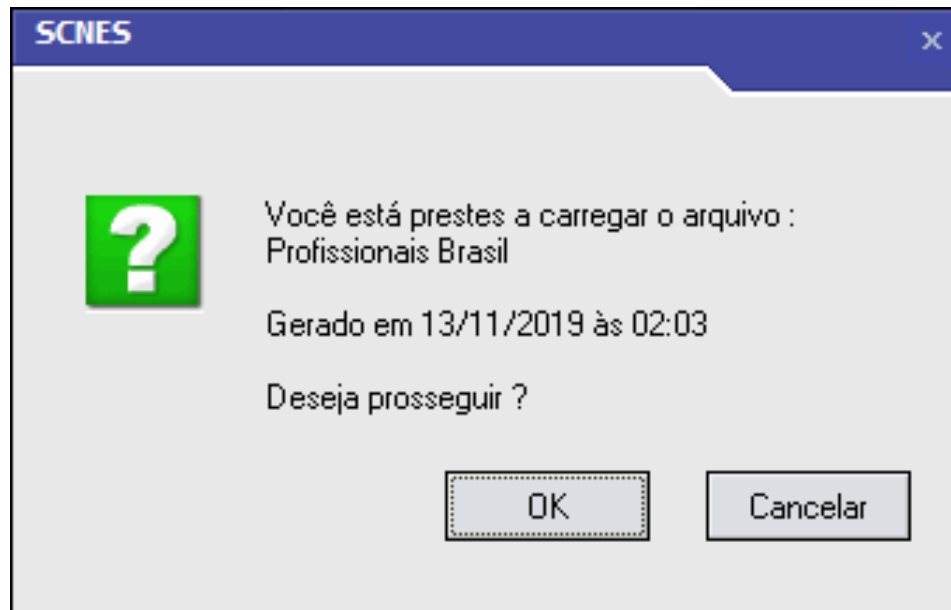 SCNES
Você está prestes a carregar o arquivo :
Profissionais Brasil
Gerado em 13/11/2019 às 02:03
Deseja prosseguir ?
OK
Cancelar